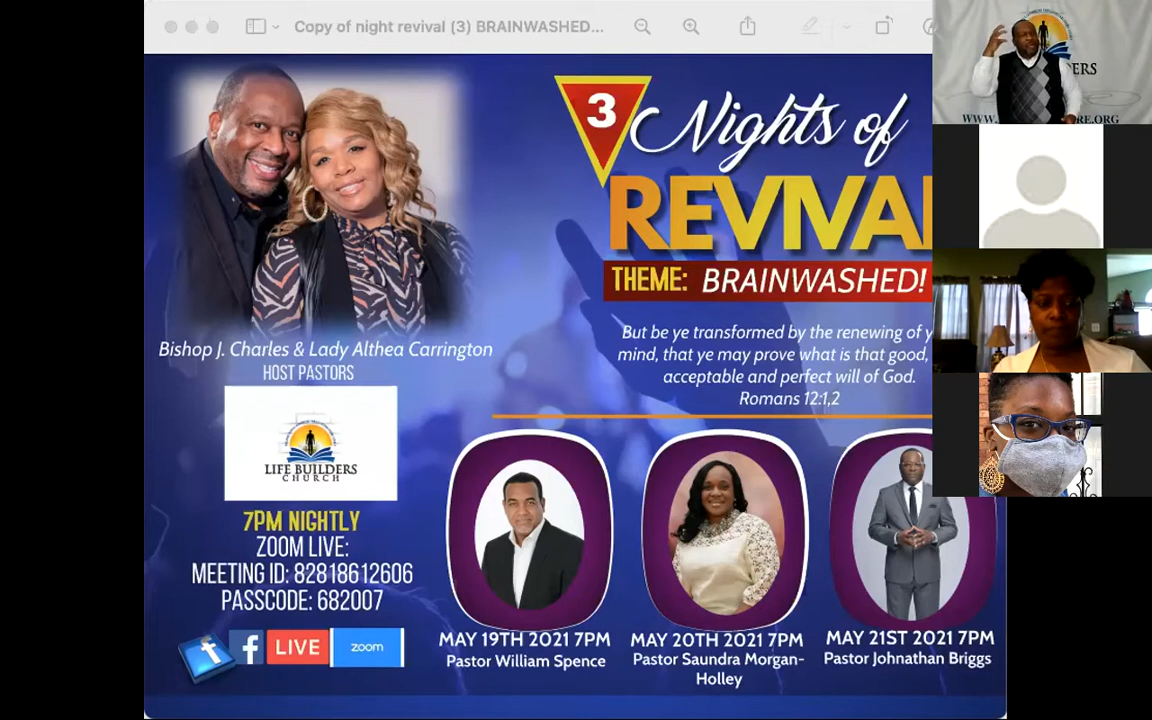 Copy of night revival (3) BRAINWASHED...
3
Nights of
REVIVA
THEME: BRAINWASHED!
But be ye transformed by the renewing of y
mind, that ye may prove what is that good,
acceptable and perfect will of God.
Romans 12:1,2
Bishop J. Charles & Lady Althea Carrington
HOST PASTORS
LIFE BUILDERS
CHURCH
7PM NIGHTLY
ZOOM LIVE:
MEETING ID: 82818612606
PASSCODE: 682007
f LIVE zoom
MAY 19TH 2021 7PM
Pastor William Spence
MAY 20TH 2021 7PM
Pastor Saundra Morgan-
Holley
MAY 21ST 2021 7PM
Pastor Johnathan Briggs
ERS
WWW.
RE.ORG